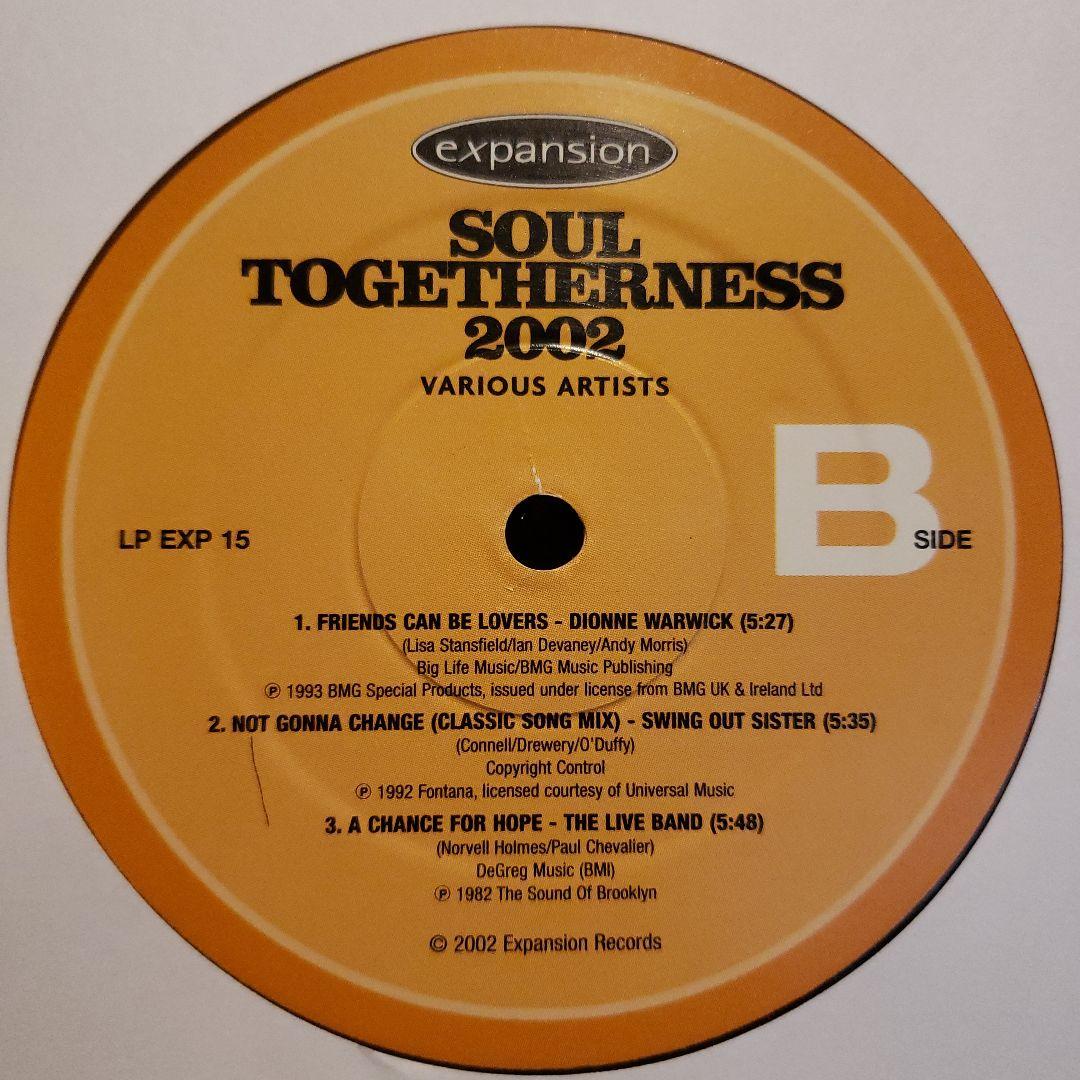 expansion
SOUL
TOGETHERNESS
2002
VARIOUS ARTISTS
B
LP EXP 15
SIDE
1. FRIENDS CAN BE LOVERS - DIONNE WARWICK (5:27)
(Lisa Stansfield/Ian Devaney/Andy Morris)
Big Life Music/BMG Music Publishing
℗ 1993 BMG Special Products, issued under license from BMG UK & Ireland Ltd
2. NOT GONNA CHANGE (CLASSIC SONG MIX) - SWING OUT SISTER (5:35)
(Connell/Drewery/O'Duffy)
Copyright Control
℗ 1992 Fontana, licensed courtesy of Universal Music
3. A CHANCE FOR HOPE - THE LIVE BAND (5:48)
(Norvell Holmes/Paul Chevalier)
DeGreg Music (BMI)
℗ 1982 The Sound Of Brooklyn
© 2002 Expansion Records